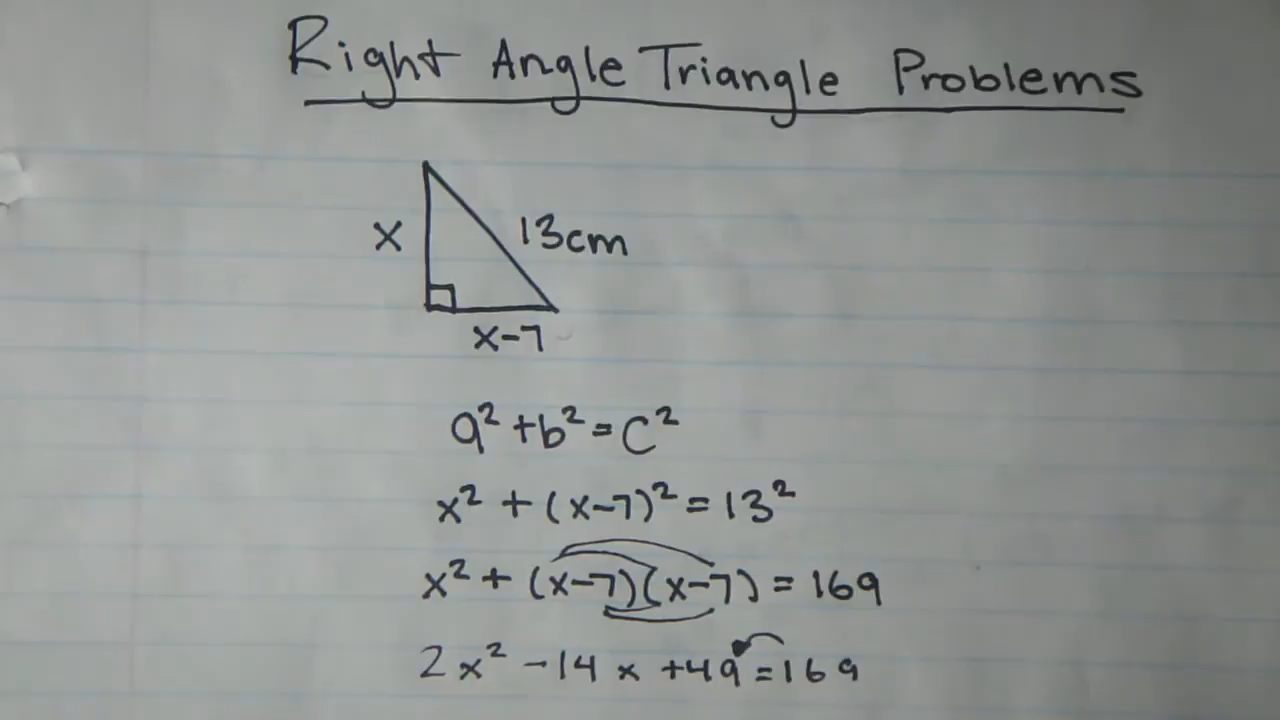 Right Angle Triangle Problems
x
13cm
x-7
a²+b²=c²
x²+(x-7)²=13²
x²+(x-7)(x-7)=169
2x²-14x+49=169